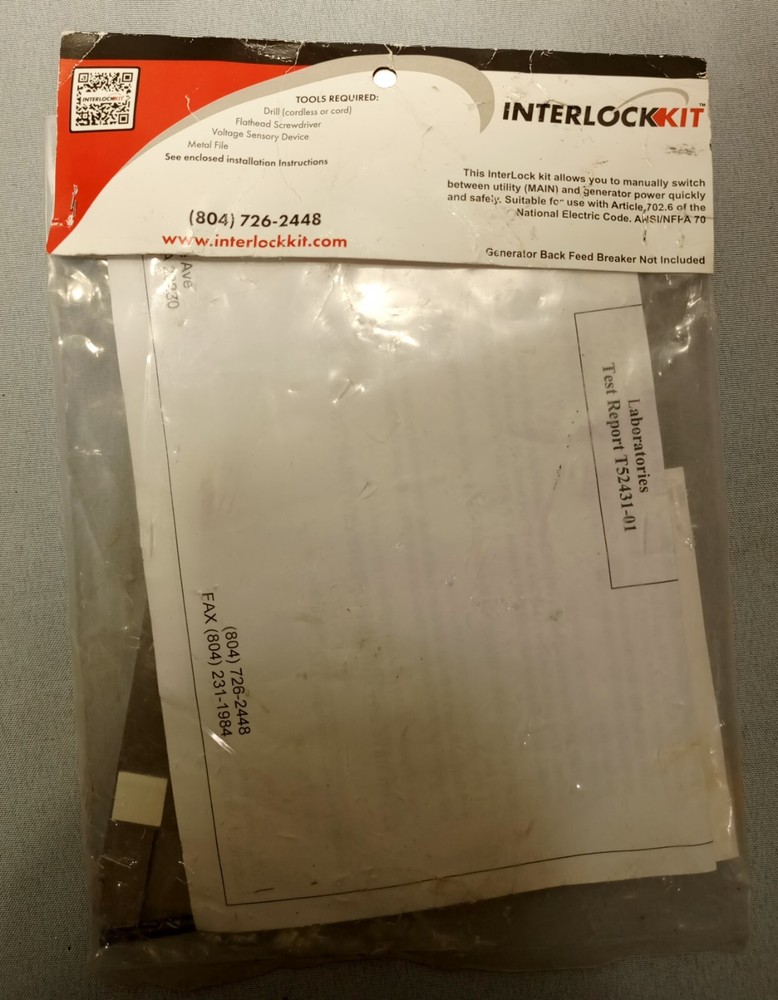 INTERLOCKKIT
TOOLS REQUIRED:
Drill (cordless or cord)
Flathead Screwdriver
Voltage Sensory Device
Metal File
See enclosed installation Instructions
(804) 726-2448
www.interlockkit.com
INTERLOCKKIT™
This InterLock kit allows you to manually switch
between utility (MAIN) and generator power quickly
and safely. Suitable for use with Article 702.6 of the
National Electric Code. ANSI/NFPA 70
Generator Back Feed Breaker Not Included
Ave
Laboratories
Test Report T52431-01
(804) 726-2448
FAX (804) 231-1984